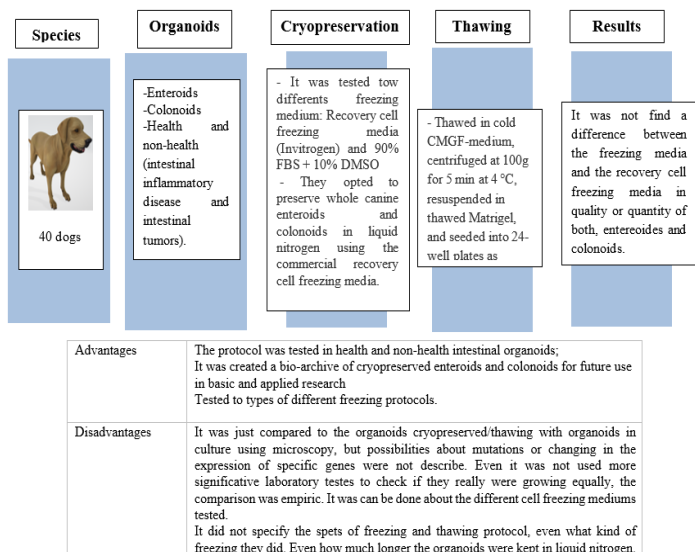 Species
Organoids
Cryopreservation
Thawing
Results
40 dogs
-Enteroids
-Colonoids
-Health and
non-health
(intestinal
inflammatory
disease and
intestinal
tumors).
- It was tested tow
differents freezing
medium: Recovery cell
freezing media
(Invitrogen) and 90%
FBS + 10% DMSO
- They opted to
preserve whole canine
enteroids and
colonoids in liquid
nitrogen using the
commercial recovery
cell freezing media.
- Thawed in cold
CMGF-medium,
centrifuged at 100g
for 5 min at 4 °C,
resuspended in
thawed Matrigel,
and seeded into 24-
well plates as
It was not find a
difference between
the freezing media
and the recovery cell
freezing media in
quality or quantity of
both, entereoides and
colonoids.
Advantages
The protocol was tested in health and non-health intestinal organoids;
It was created a bio-archive of cryopreserved enteroids and colonoids for future use
in basic and applied research
Tested to types of different freezing protocols.
Disadvantages
It was just compared to the organoids cryopreserved/thawing with organoids in
culture using microscopy, but possibilities about mutations or changing in the
expression of specific genes were not describe. Even it was not used more
significative laboratory testes to check if they really were growing equally, the
comparison was empiric. It was can be done about the different cell freezing mediums
tested.
It did not specify the spets of freezing and thawing protocol, even what kind of
freezing they did. Even how much longer the organoids were kept in liquid nitrogen.